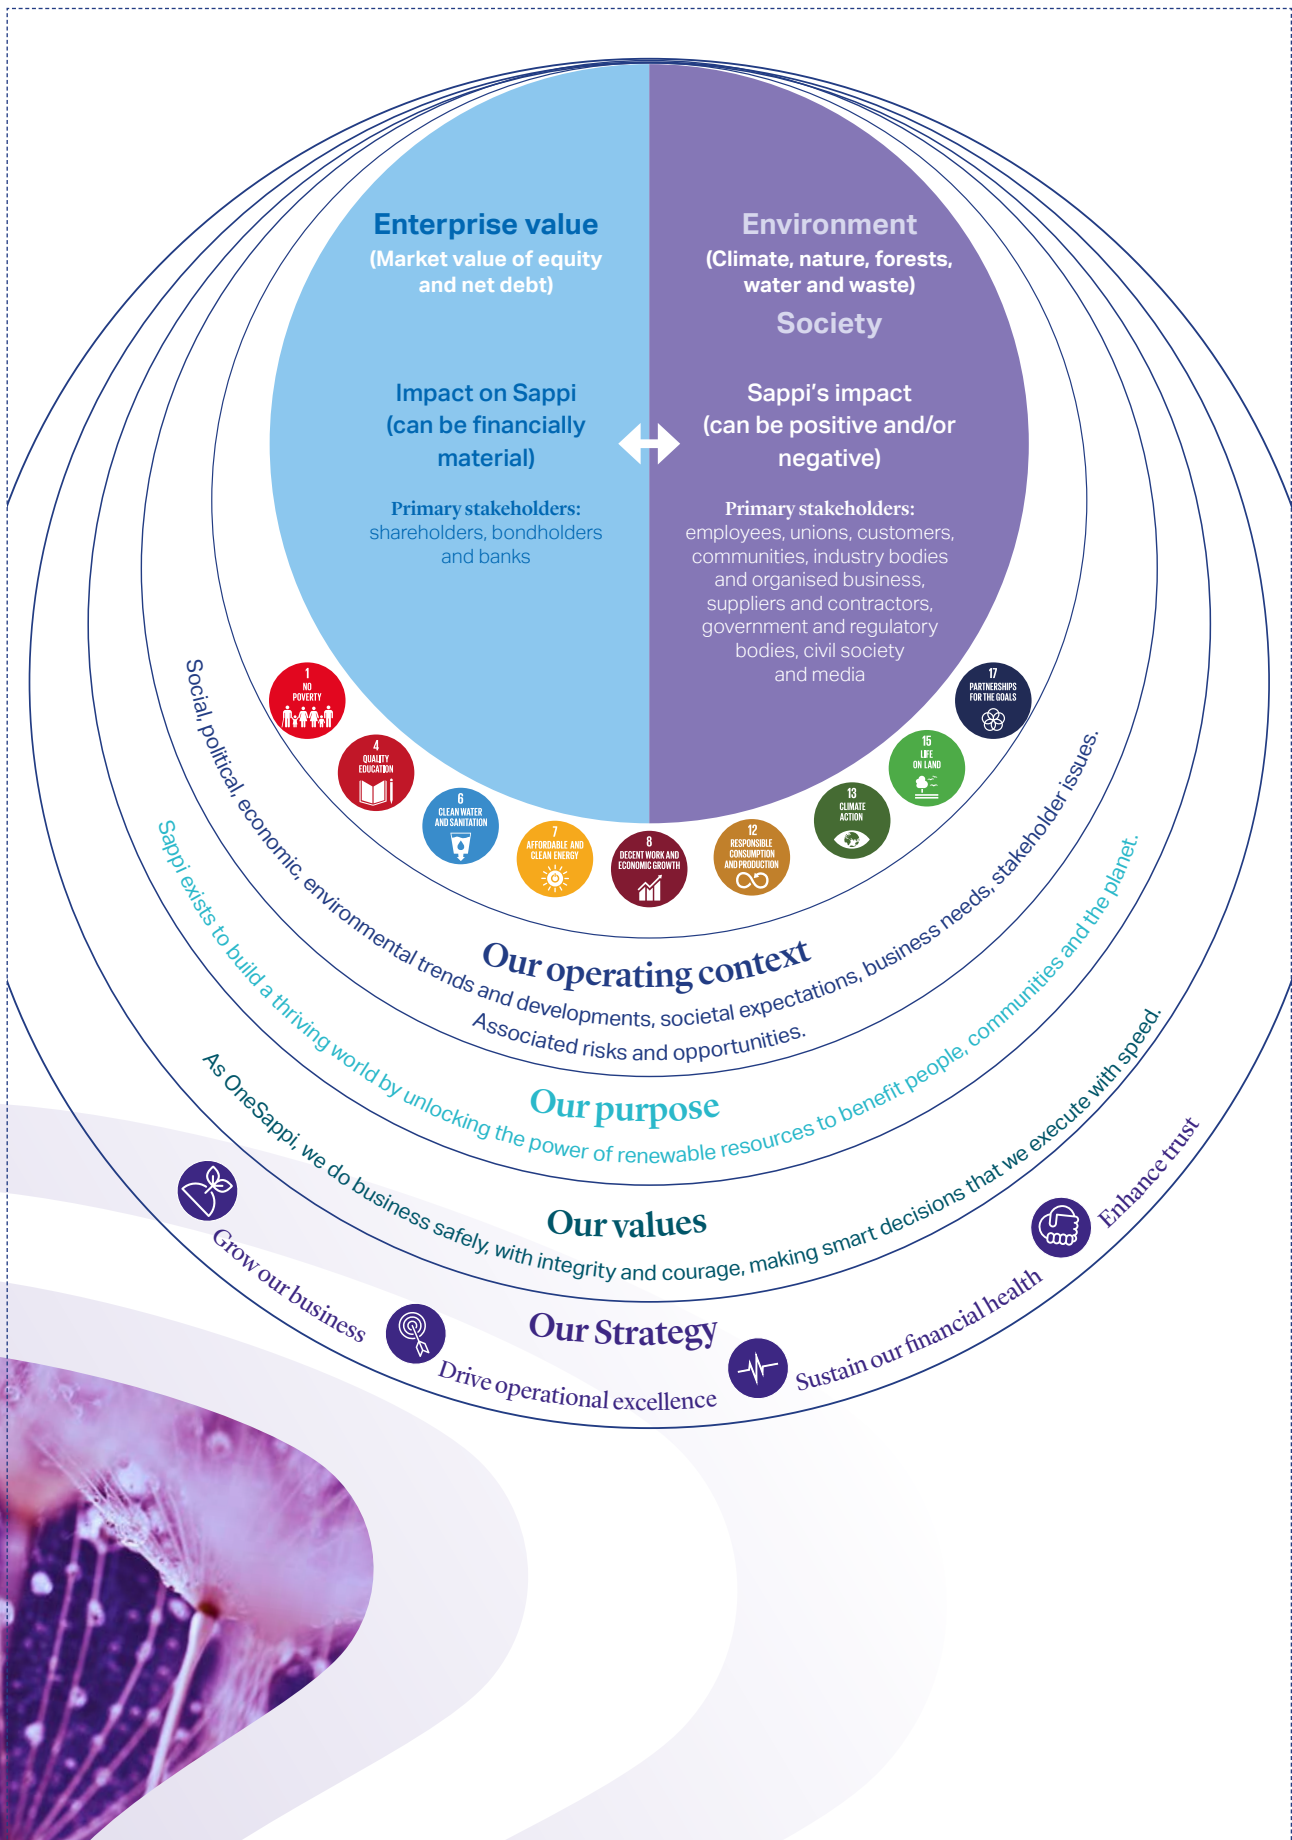 Enterprise value
(Market value of equity
and net debt)
Impact on Sappi
(can be financially
material)
Primary stakeholders:
shareholders, bondholders
and banks
Environment
(Climate, nature, forests,
water and waste)
Society
Sappi’s impact
(can be positive and/or
negative)
Primary stakeholders:
employees, unions, customers,
communities, industry bodies
and organised business,
suppliers and contractors,
government and regulatory
bodies, civil society
and media
1
NO
POVERTY
4
QUALITY
EDUCATION
6
CLEAN WATER
AND SANITATION
7
AFFORDABLE AND
CLEAN ENERGY
8
DECENT WORK AND
ECONOMIC GROWTH
12
RESPONSIBLE
CONSUMPTION
AND PRODUCTION
13
CLIMATE
ACTION
15
LIFE
ON LAND
17
PARTNERSHIPS
FOR THE GOALS
Our operating context
Social, political, economic, environmental trends and developments, societal expectations, business needs, stakeholder issues.
Associated risks and opportunities.
Our purpose
Sappi exists to build a thriving world by unlocking the power of renewable resources to benefit people, communities and the planet.
Our values
As OneSappi, we do business safely, with integrity and courage, making smart decisions that we execute with speed.
Our Strategy
Grow our business
Drive operational excellence
Sustain our financial health
Enhance trust